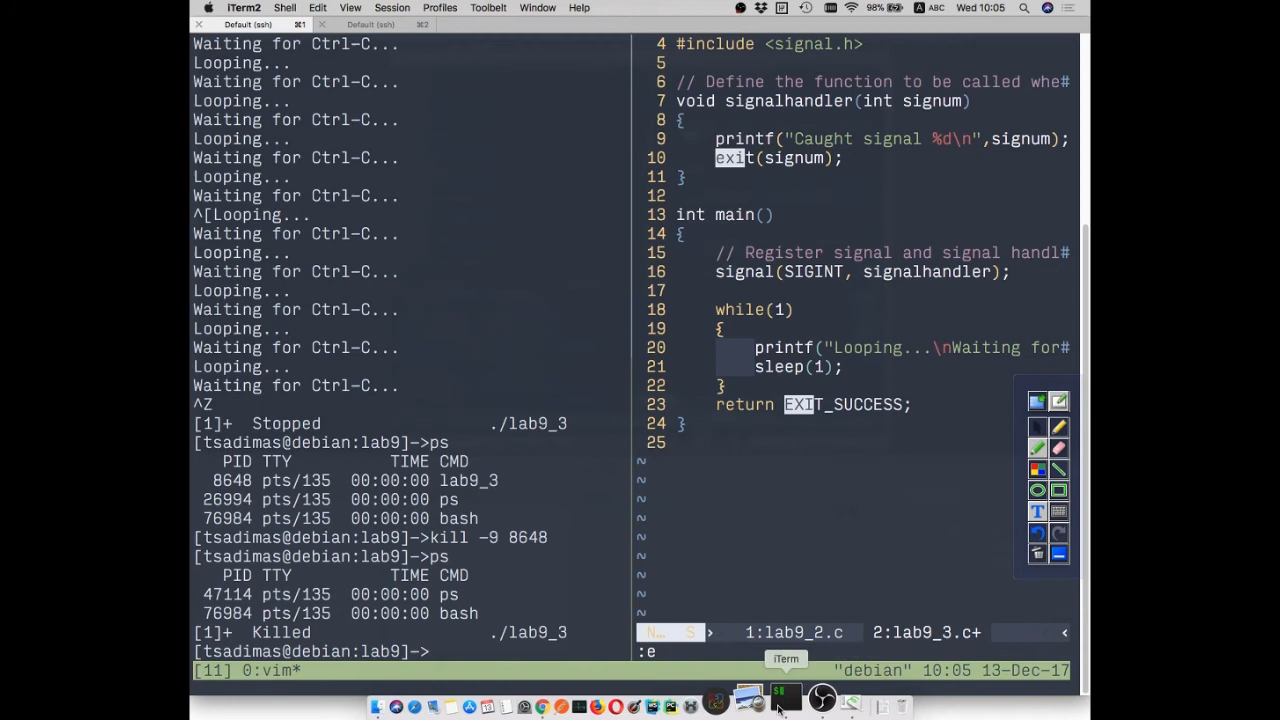 iTerm2 Shell Edit View Session Profiles Toolbelt Window Help 98% ABC Wed 10:05
Default (ssh) ⌘1 Default (ssh) ⌘2
Waiting for Ctrl-C...
Looping...
Waiting for Ctrl-C...
Looping...
Waiting for Ctrl-C...
Looping...
Waiting for Ctrl-C...
Looping...
Waiting for Ctrl-C...
^[Looping...
Waiting for Ctrl-C...
Looping...
Waiting for Ctrl-C...
Looping...
Waiting for Ctrl-C...
Looping...
Waiting for Ctrl-C...
Looping...
Waiting for Ctrl-C...
^Z
[1]+ Stopped ./lab9_3
[tsadimas@debian:lab9]->ps
PID TTY TIME CMD
8648 pts/135 00:00:00 lab9_3
26994 pts/135 00:00:00 ps
76984 pts/135 00:00:00 bash
[tsadimas@debian:lab9]->kill -9 8648
[tsadimas@debian:lab9]->ps
PID TTY TIME CMD
47114 pts/135 00:00:00 ps
76984 pts/135 00:00:00 bash
[1]+ Killed ./lab9_3
[tsadimas@debian:lab9]->
4 #include <signal.h>
5
6 // Define the function to be called whe#
7 void signalhandler(int signum)
8 {
9 printf("Caught signal %d\n",signum);
10 exit(signum);
11 }
12
13 int main()
14 {
15 // Register signal and signal handl#
16 signal(SIGINT, signalhandler);
17
18 while(1)
19 {
20 printf("Looping...\nWaiting for#
21 sleep(1);
22 }
23 return EXIT_SUCCESS;
24 }
25
~
~
~
~
~
~
~
~
~
N... S 1:lab9_2.c 2:lab9_3.c+
:e
[11] 0:vim* "debian" 10:05 13-Dec-17
iTerm